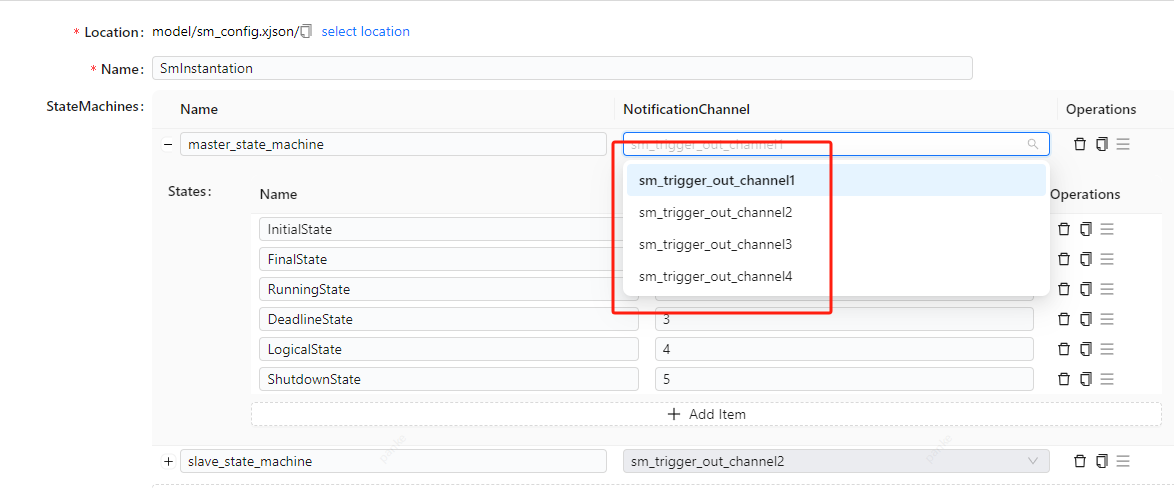 * Location: model/sm_config.xjson/ select location
* Name: SmInstantation
StateMachines: Name NotificationChannel Operations
master_state_machine sm_trigger_out_channel1
sm_trigger_out_channel1
States: Name Operations
sm_trigger_out_channel2
InitialState
sm_trigger_out_channel3
FinalState
sm_trigger_out_channel4
RunningState
DeadlineState 3
LogicalState 4
ShutdownState 5
+ Add Item
slave_state_machine sm_trigger_out_channel2